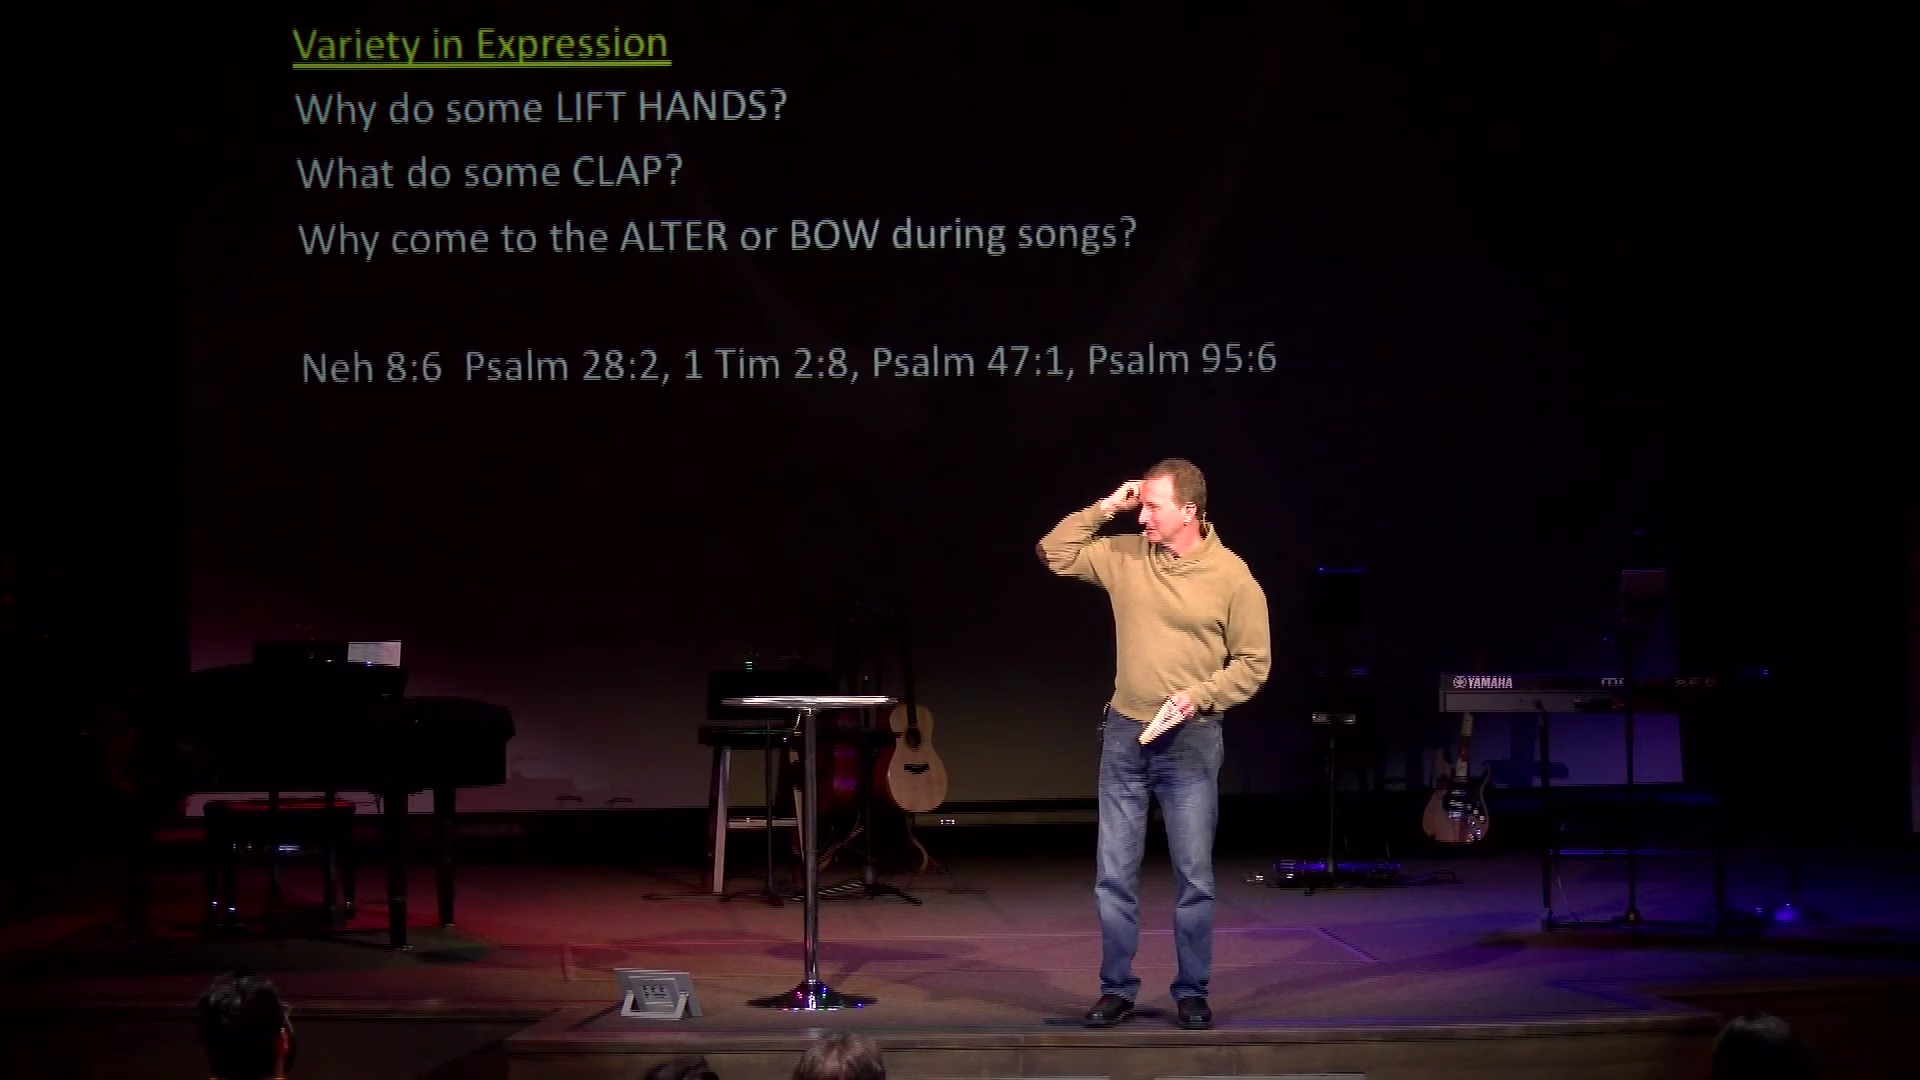 Variety in Expression
Why do some LIFT HANDS?
What do some CLAP?
Why come to the ALTER or BOW during songs?
Neh 8:6 Psalm 28:2, 1 Tim 2:8, Psalm 47:1, Psalm 95:6
YAMAHA